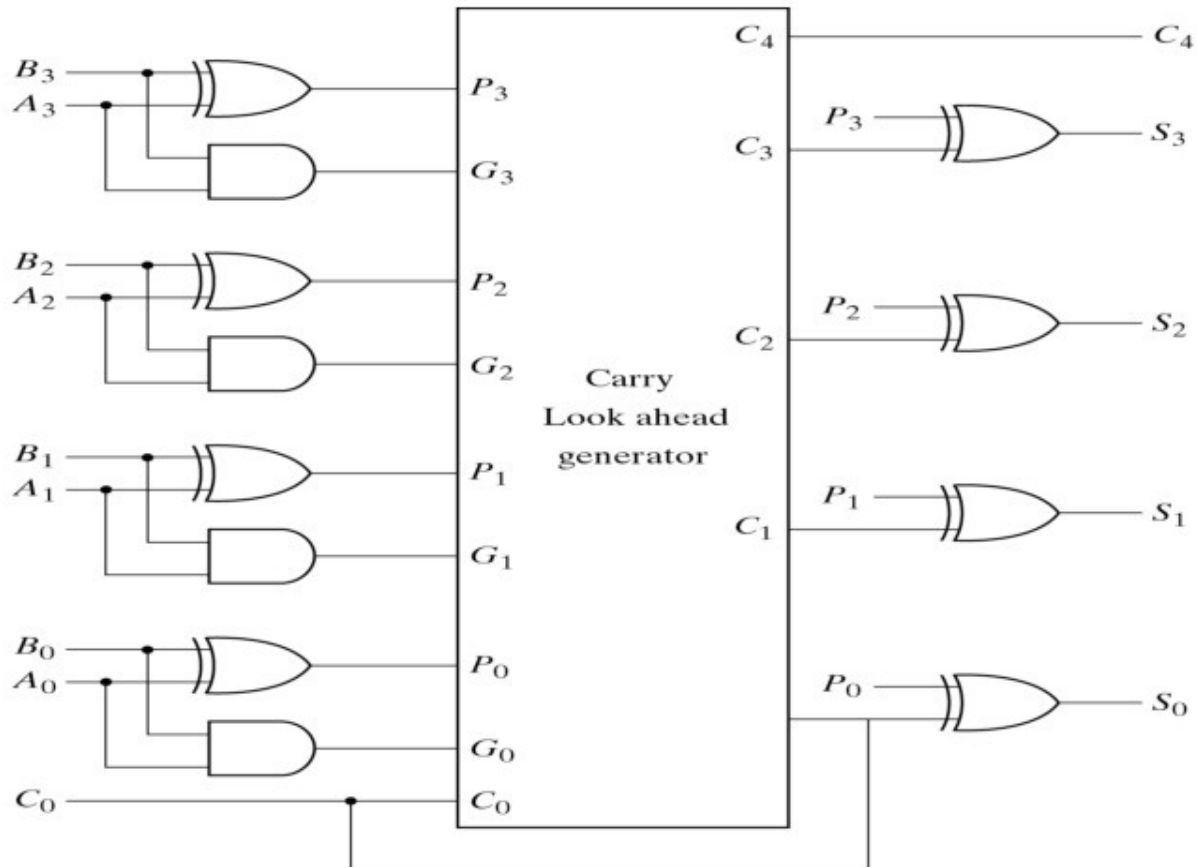 B₃
A₃
P₃
G₃
B₂
A₂
P₂
G₂
B₁
A₁
P₁
G₁
B₀
A₀
P₀
G₀
C₀
C₀
Carry
Look ahead
generator
C₄
C₄
P₃
C₃
S₃
P₂
C₂
S₂
P₁
C₁
S₁
P₀
S₀